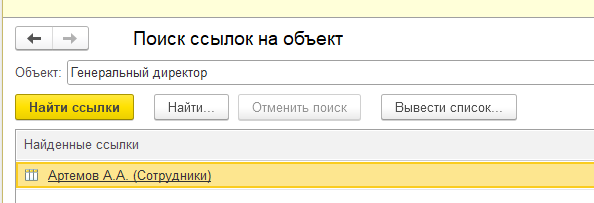 Поиск ссылок на объект
Объект: Генеральный директор
Найти ссылки Найти... Отменить поиск Вывести список...
Найденные ссылки
Артемов А.А. (Сотрудники)